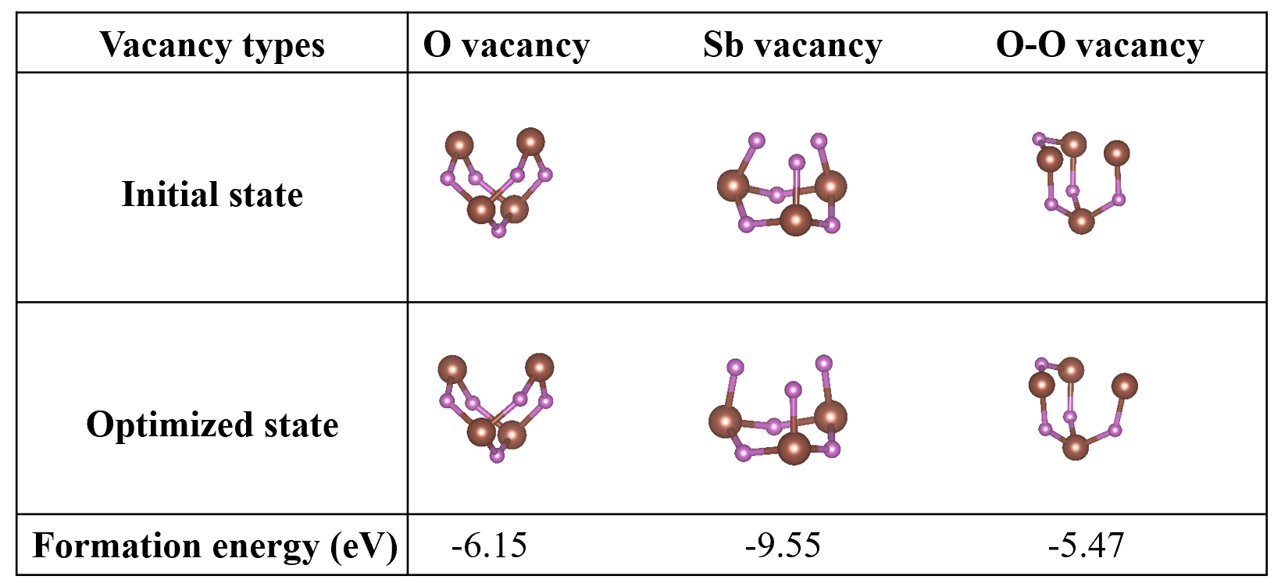 Vacancy types O vacancy Sb vacancy O-O vacancy
Initial state
Optimized state
Formation energy (eV) -6.15 -9.55 -5.47